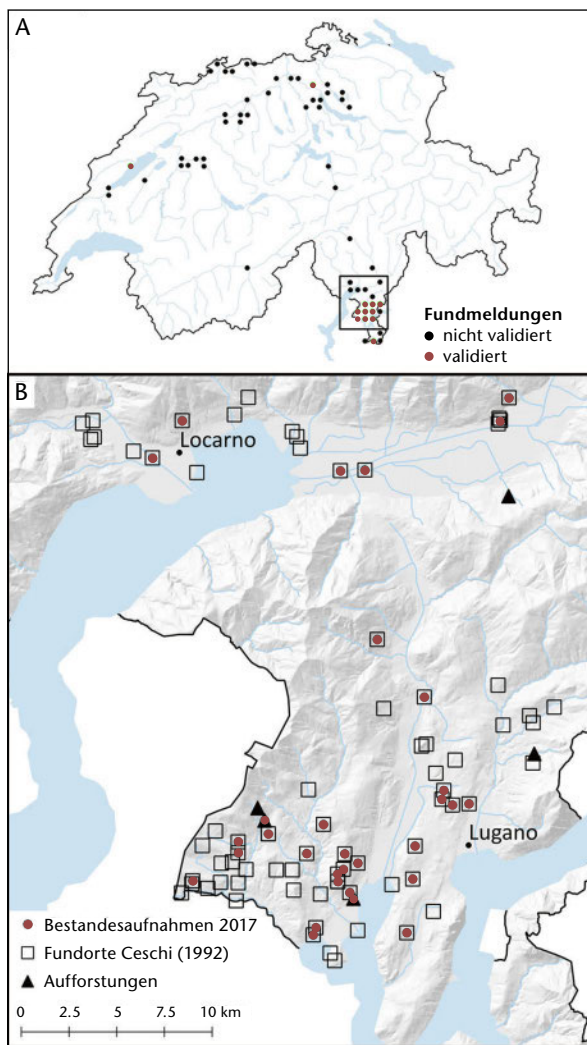 A
Fundmeldungen
nicht validiert
validiert
B
Locarno
Lugano
Bestandesaufnahmen 2017
Fundorte Ceschi (1992)
Aufforstungen
0 2.5 5 7.5 10 km